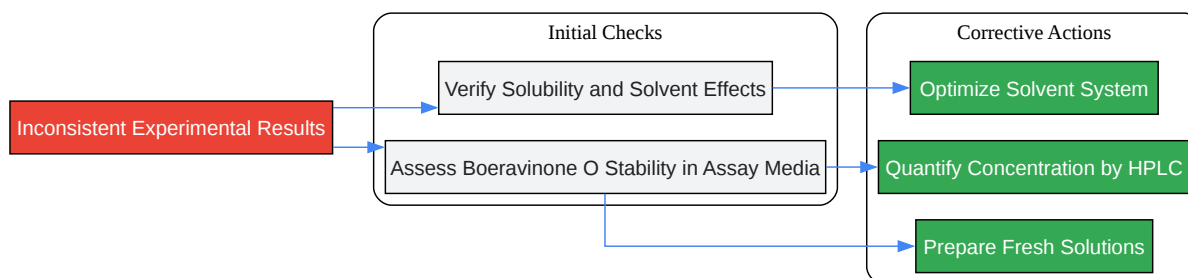 Initial Checks
Corrective Actions
Verify Solubility and Solvent Effects
Optimize Solvent System
Inconsistent Experimental Results
Assess Boeravinone O Stability in Assay Media
Quantify Concentration by HPLC
Prepare Fresh Solutions